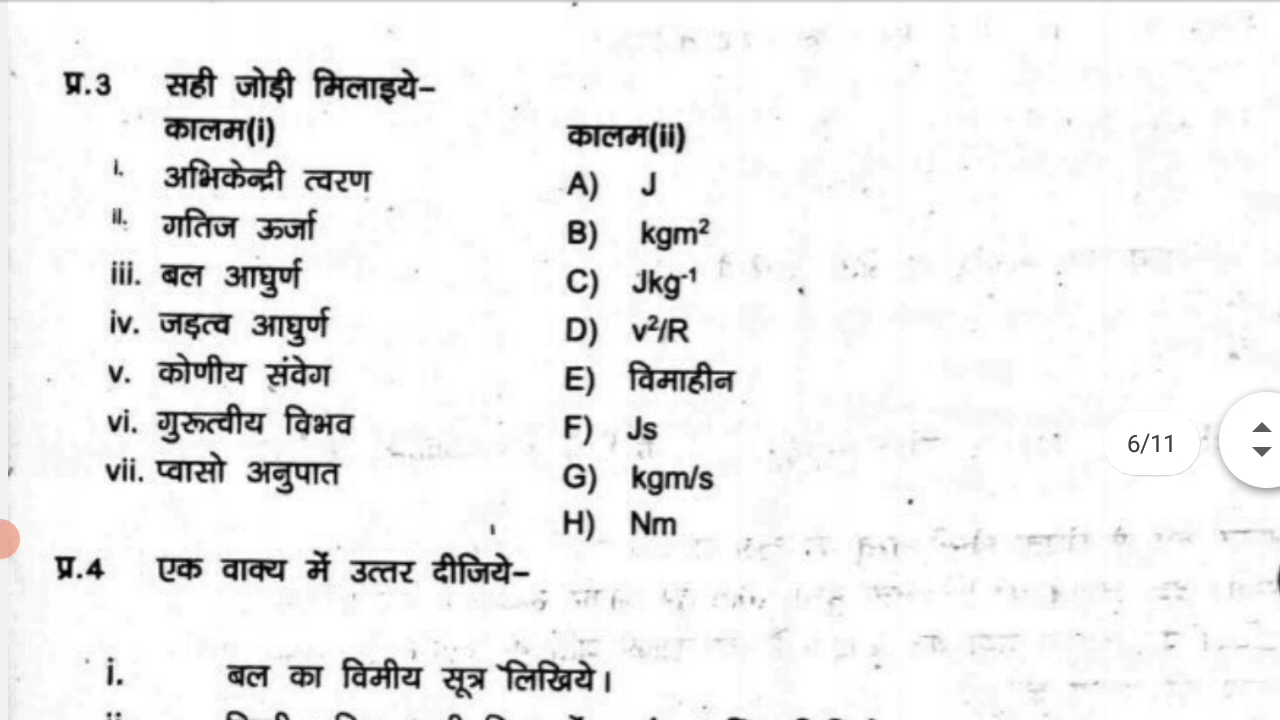 प्र.3 सही जोड़ी मिलाइये–
कालम(i) कालम(ii)
i. अभिकेन्द्री त्वरण A) J
ii. गतिज ऊर्जा B) kgm²
iii. बल आघुर्ण C) Jkg⁻¹
iv. जड़त्व आघुर्ण D) v²/R
v. कोणीय संवेग E) विमाहीन
vi. गुरूत्वीय विभव F) Js
vii. प्वासो अनुपात G) kgm/s
H) Nm
6/11
प्र.4 एक वाक्य में उत्तर दीजिये–
i. बल का विमीय सूत्र लिखिये।